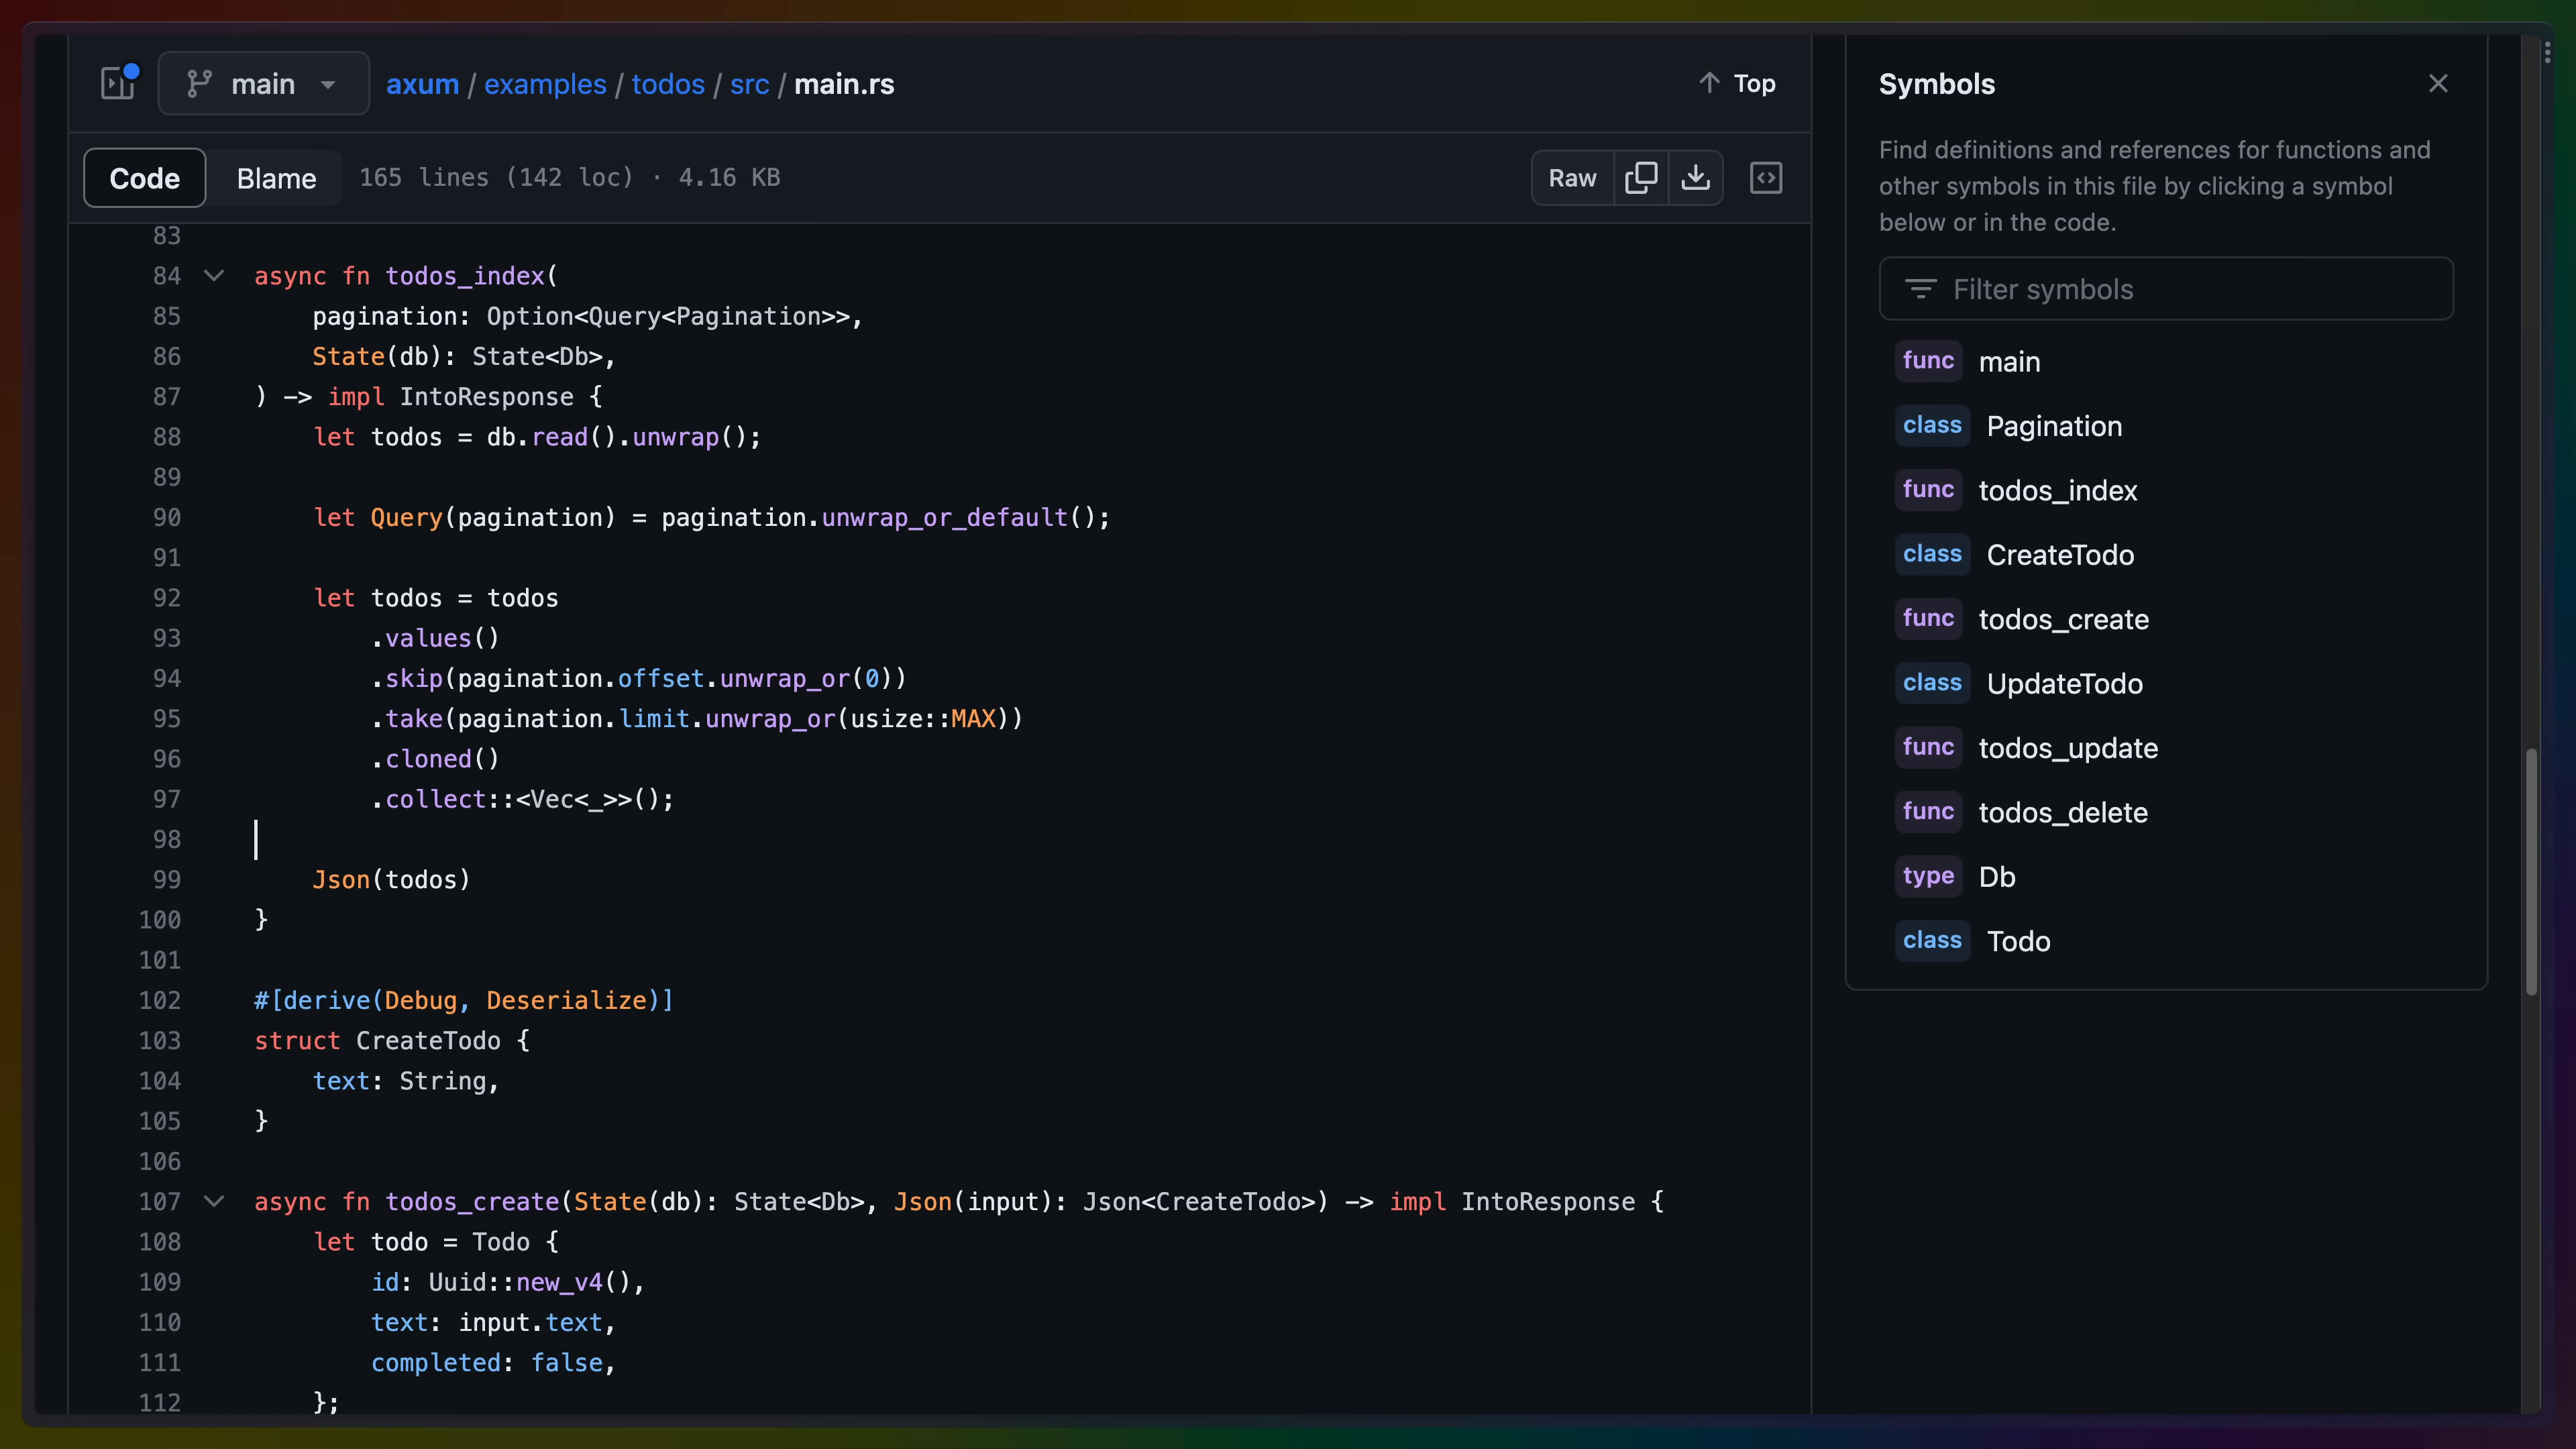 main
axum / examples / todos / src / main.rs
Top
Code
Blame
165 lines (142 loc) · 4.16 KB
Raw
83
84 async fn todos_index(
85     pagination: Option<Query<Pagination>>,
86     State(db): State<Db>,
87 ) -> impl IntoResponse {
88     let todos = db.read().unwrap();
89
90     let Query(pagination) = pagination.unwrap_or_default();
91
92     let todos = todos
93         .values()
94         .skip(pagination.offset.unwrap_or(0))
95         .take(pagination.limit.unwrap_or(usize::MAX))
96         .cloned()
97         .collect::<Vec<_>>();
98
99     Json(todos)
100 }
101
102 #[derive(Debug, Deserialize)]
103 struct CreateTodo {
104     text: String,
105 }
106
107 async fn todos_create(State(db): State<Db>, Json(input): Json<CreateTodo>) -> impl IntoResponse {
108     let todo = Todo {
109         id: Uuid::new_v4(),
110         text: input.text,
111         completed: false,
112     };
Symbols
Find definitions and references for functions and
other symbols in this file by clicking a symbol
below or in the code.
Filter symbols
func main
class Pagination
func todos_index
class CreateTodo
func todos_create
class UpdateTodo
func todos_update
func todos_delete
type Db
class Todo